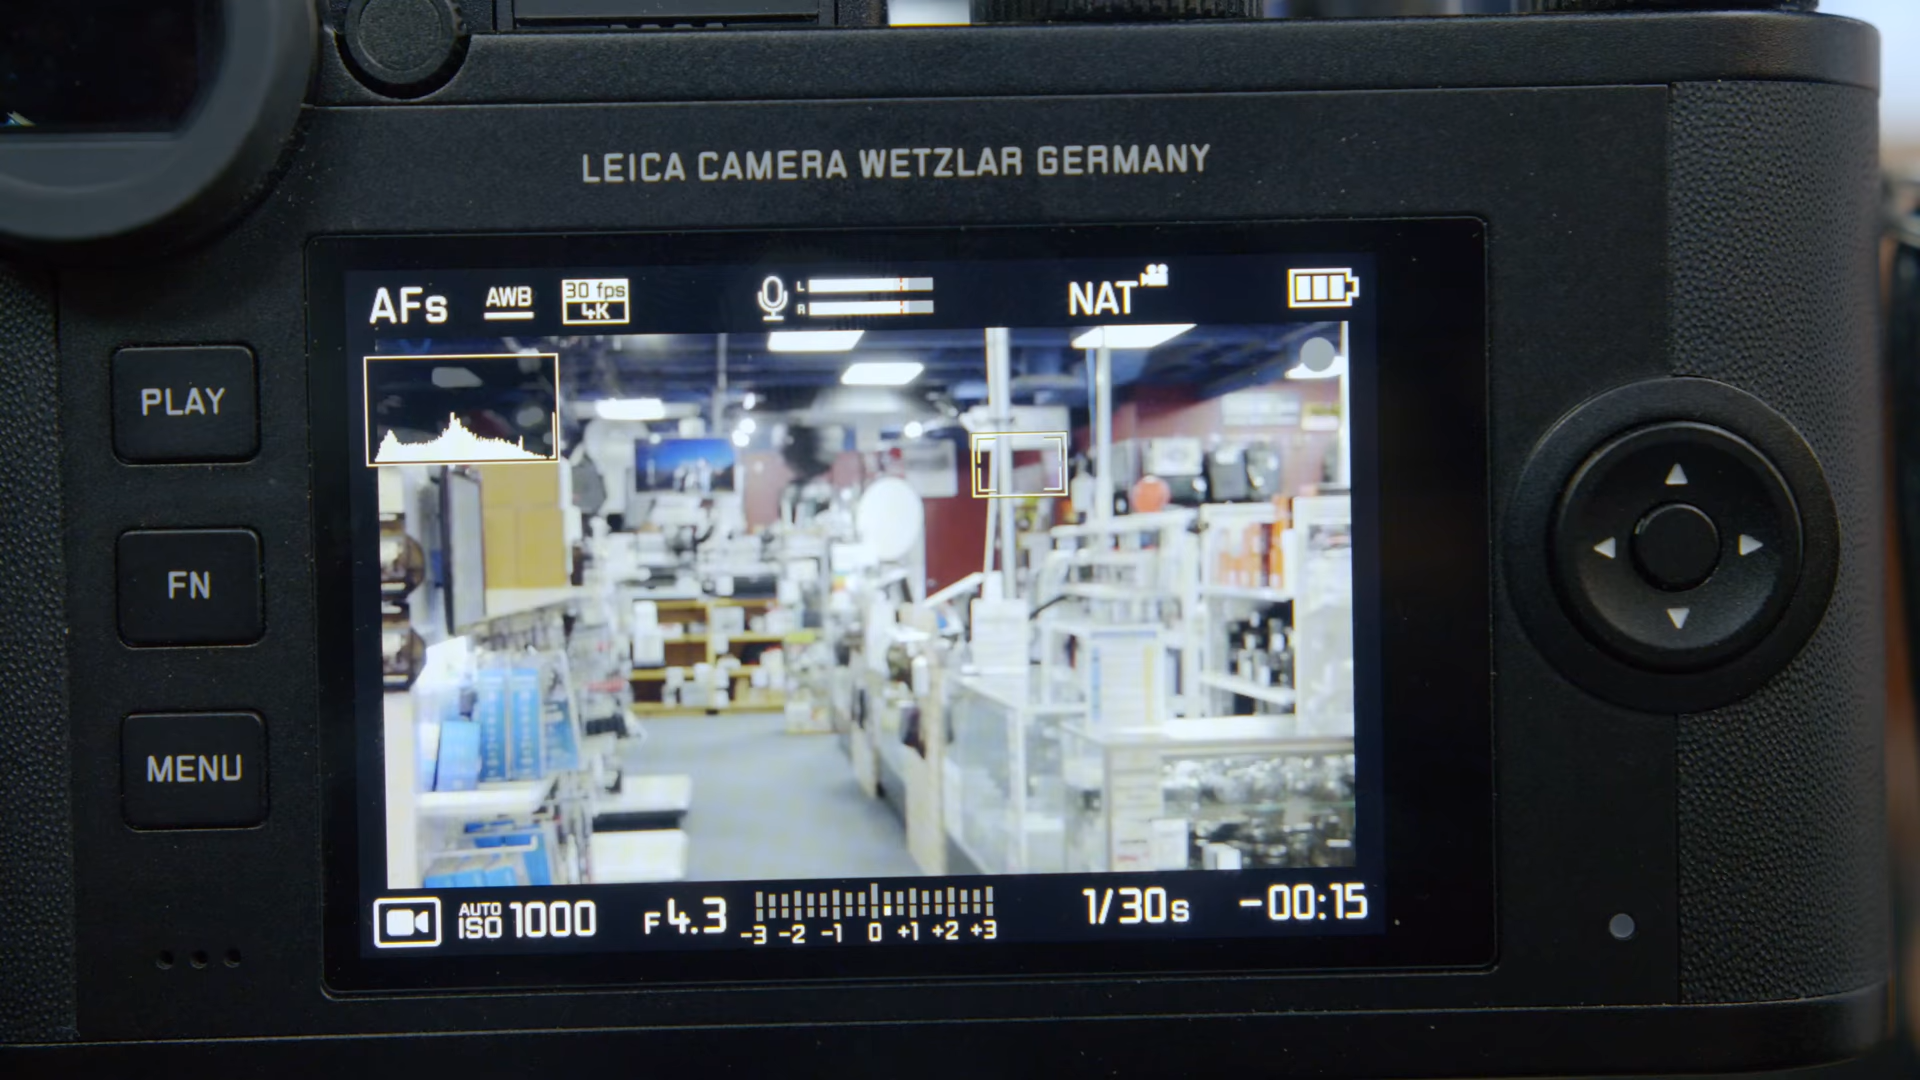 LEICA CAMERA WETZLAR GERMANY
AFs AWB 30 fps 4K L R NAT
PLAY
FN
MENU
AUTO ISO 1000 F4.3 -3 -2 -1 0 +1 +2 +3 1/30s -00:15